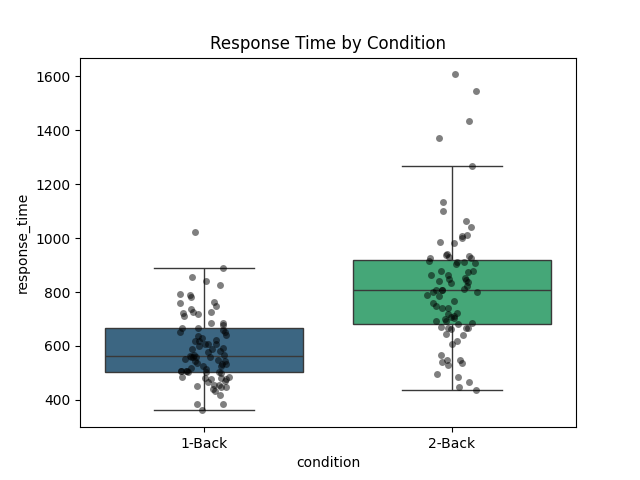 Response Time by Condition
1600
1400
1200
1000
800
600
400
response_time
1-Back
2-Back
condition